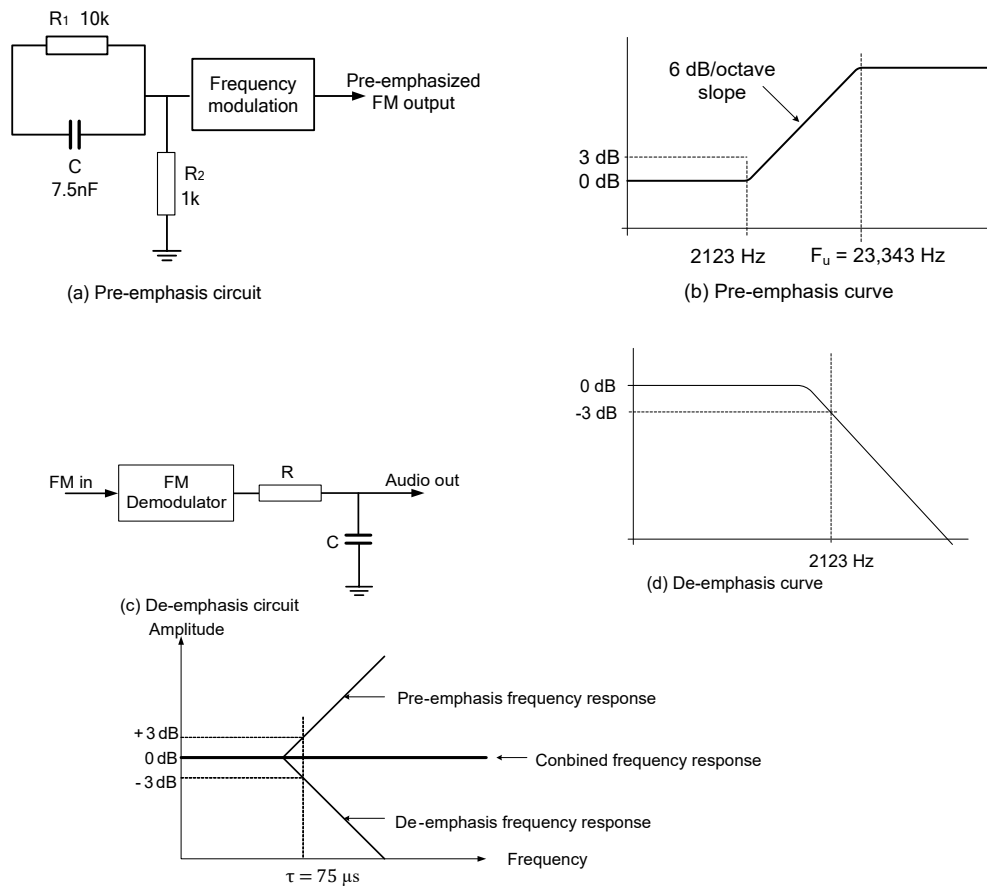 R₁ 10k
C
7.5nF
Frequency
modulation
Pre-emphasized
FM output
R₂
1k
(a) Pre-emphasis circuit
6 dB/octave
slope
3 dB
0 dB
2123 Hz
Fᵤ = 23,343 Hz
(b) Pre-emphasis curve
FM in
FM
Demodulator
R
C
Audio out
(c) De-emphasis circuit
0 dB
-3 dB
2123 Hz
(d) De-emphasis curve
Amplitude
+3 dB
0 dB
-3 dB
Pre-emphasis frequency response
Conbined frequency response
De-emphasis frequency response
Frequency
τ = 75 μs